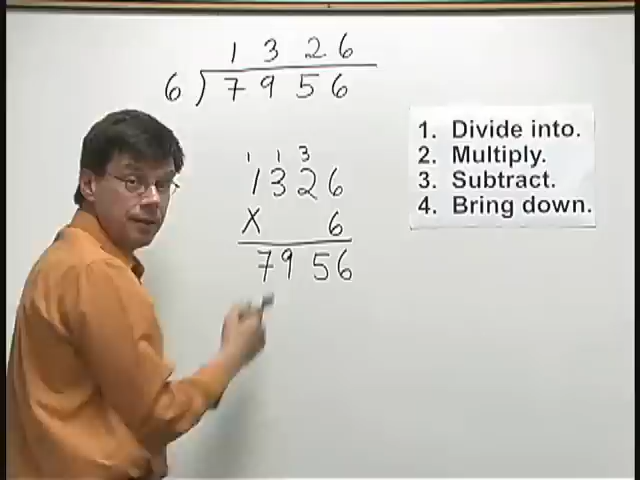 1 3 2 6
6 ) 7 9 5 6
1 1 3
1 3 2 6
X 6
7 9 5 6
1. Divide into.
2. Multiply.
3. Subtract.
4. Bring down.